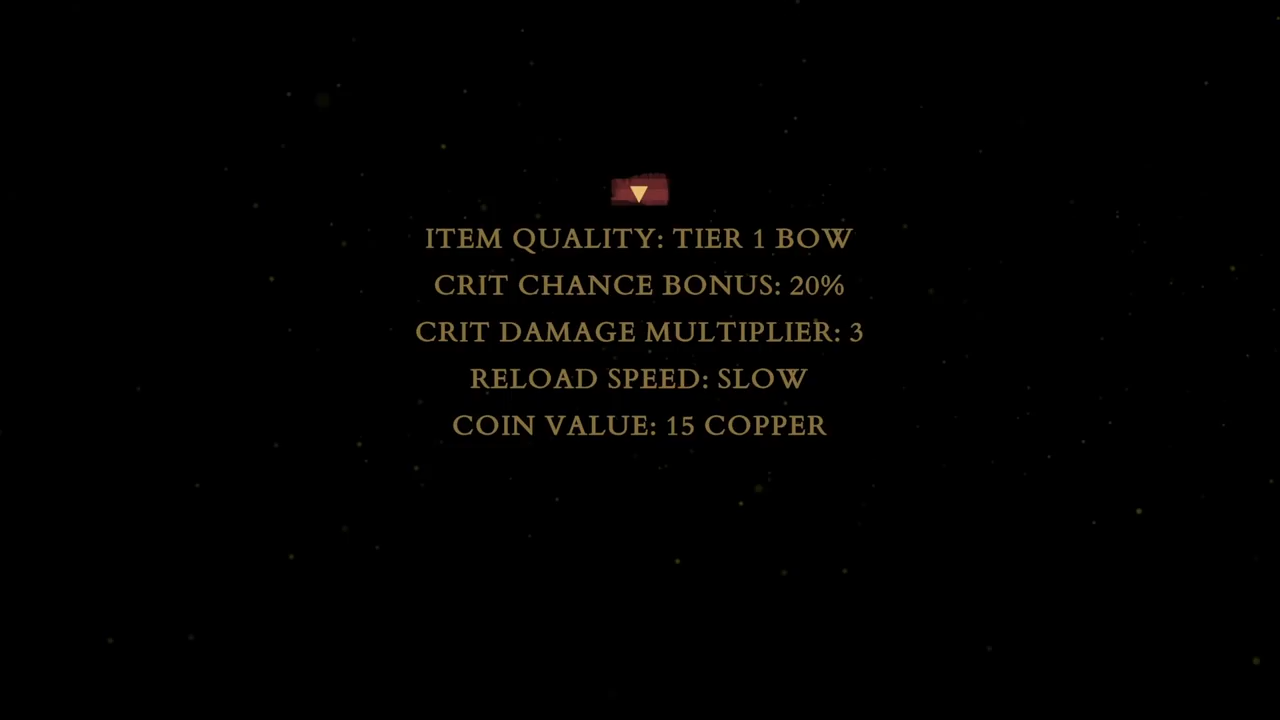 ITEM QUALITY: TIER 1 BOW
CRIT CHANCE BONUS: 20%
CRIT DAMAGE MULTIPLIER: 3
RELOAD SPEED: SLOW
COIN VALUE: 15 COPPER